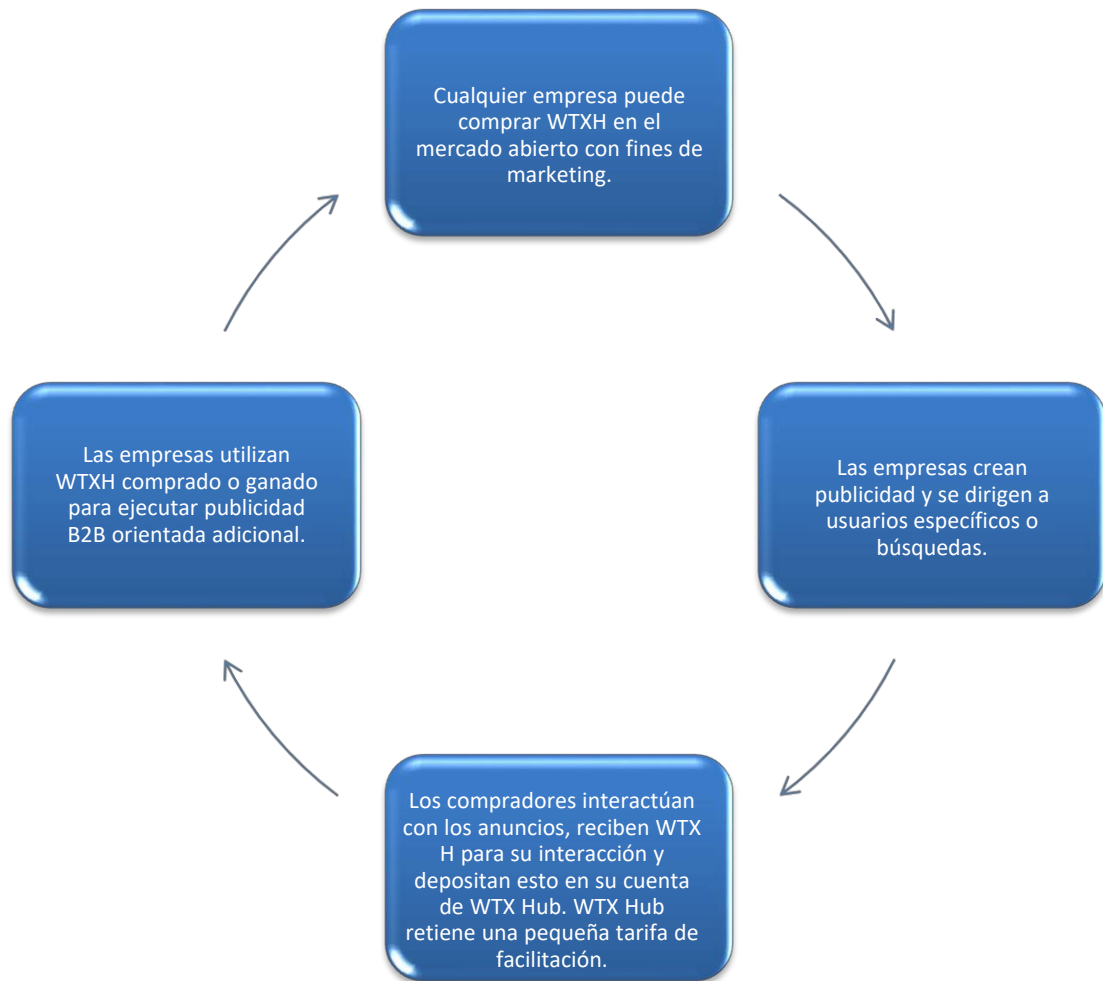 Cualquier empresa puede
comprar WTXH en el
mercado abierto con fines de
marketing.
Las empresas crean
publicidad y se dirigen a
usuarios específicos o
búsquedas.
Los compradores interactúan
con los anuncios, reciben WTX
H para su interacción y
depositan esto en su cuenta
de WTX Hub. WTX Hub
retiene una pequeña tarifa de
facilitación.
Las empresas utilizan
WTXH comprado o ganado
para ejecutar publicidad
B2B orientada adicional.